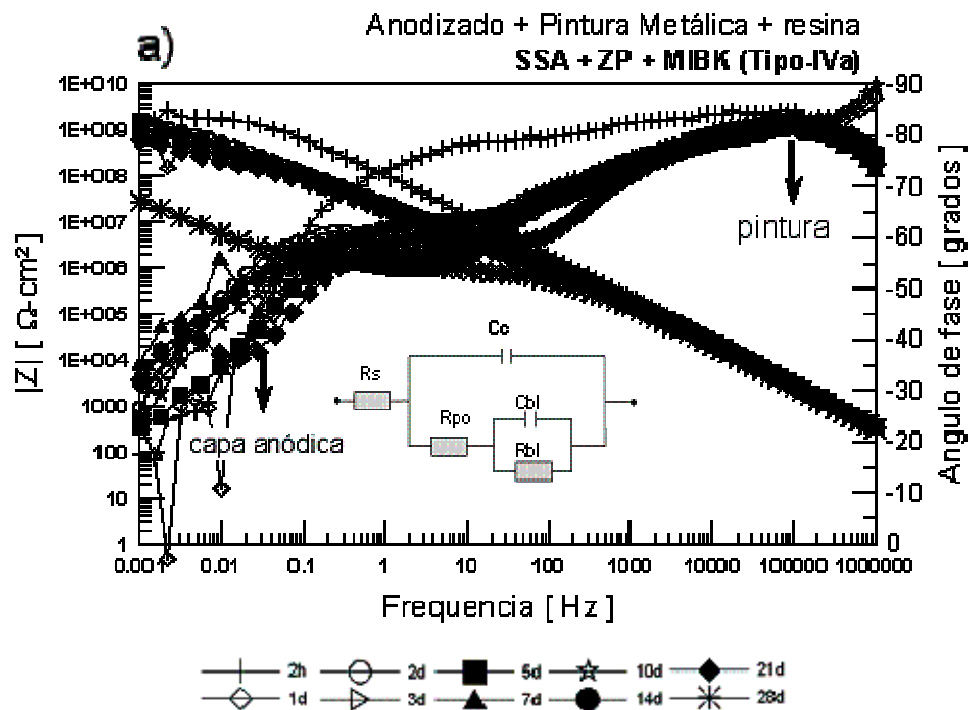 a)
Anodizado + Pintura Metálica + resina
SSA + ZP + MIBK (Tipo-IVa)
1E+010
1E+009
1E+008
1E+007
1E+006
1E+005
1E+004
1000
100
10
1
|Z| [Ω·cm²]
-90
-80
-70
-60
-50
-40
-30
-20
-10
0
Angulo de fase [grados]
pintura
capa anódica
Cc
Rs
Rpo
Cbl
Rbl
0.001 0.01 0.1 1 10 100 1000 10000 100000 1000000
Frequencia [Hz]
2h 2d 5d 10d 21d
1d 3d 7d 14d 28d